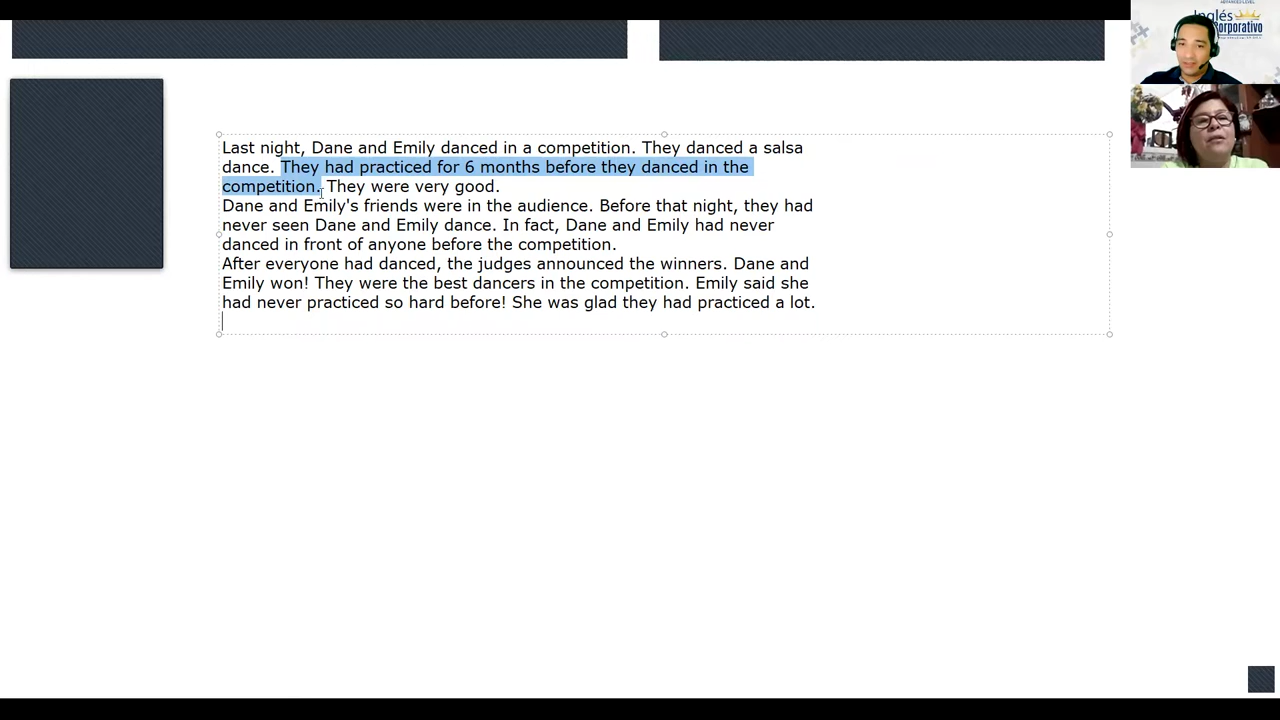 Inglés
Corporativo
Last night, Dane and Emily danced in a competition. They danced a salsa
dance. They had practiced for 6 months before they danced in the
competition. They were very good.
Dane and Emily's friends were in the audience. Before that night, they had
never seen Dane and Emily dance. In fact, Dane and Emily had never
danced in front of anyone before the competition.
After everyone had danced, the judges announced the winners. Dane and
Emily won! They were the best dancers in the competition. Emily said she
had never practiced so hard before! She was glad they had practiced a lot.